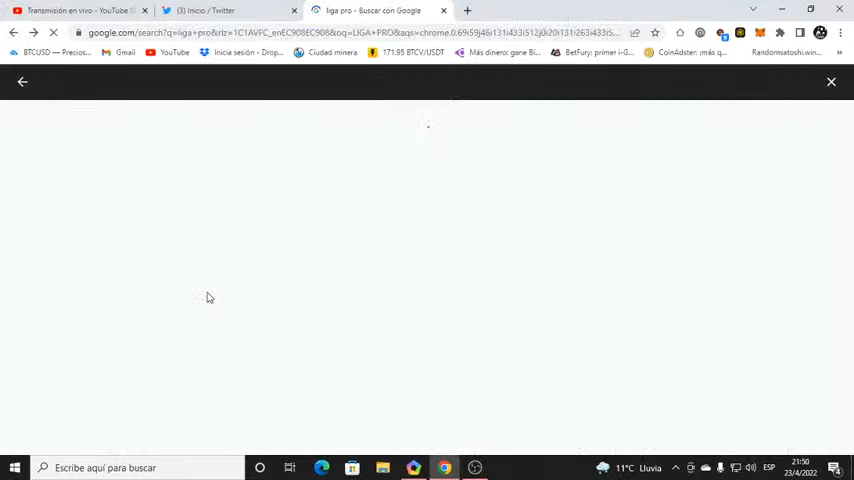 Transmisión en vivo - YouTube S
(3) Inicio / Twitter
liga pro - Buscar con Google
google.com/search?q=liga+pro&rlz=1C1AVFC_enEC908EC908&oq=LIGA+PRO&aqs=chrome.0.69i59j46i131i433i512j0i20i131i263i433i5...
BTCUSD — Precios...
Gmail
YouTube
Inicia sesión - Drop...
Ciudad minera
171.95 BTCV/USDT
Más dinero: gane Bi...
BetFury: primer i-G...
CoinAdster: ¡más q...
Randomsatoshi.win
»
Escribe aquí para buscar
11°C Lluvia
ESP
21:50
23/4/2022
4